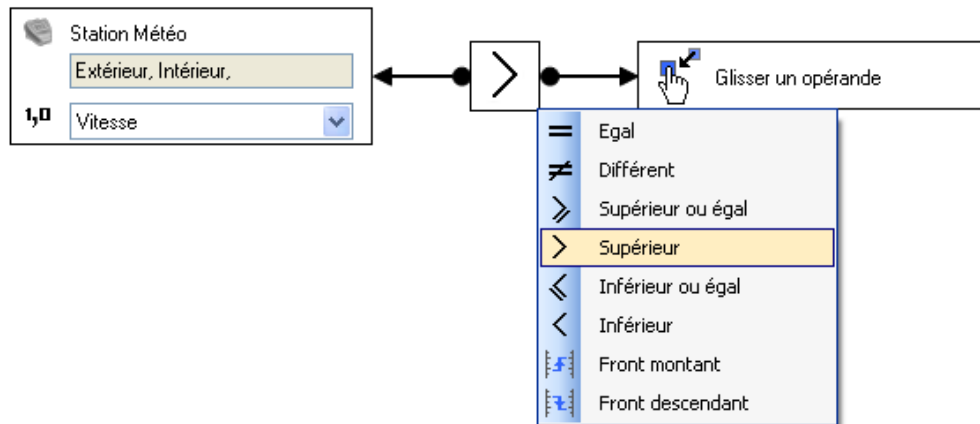 Station Météo
Extérieur, Intérieur,
1,0 Vitesse
>
Glisser un opérande
= Egal
≠ Différent
⩾ Supérieur ou égal
> Supérieur
⩽ Inférieur ou égal
< Inférieur
Front montant
Front descendant